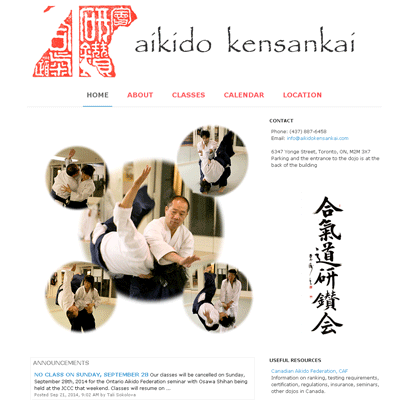 aikido kensankai
HOME ABOUT CLASSES CALENDAR LOCATION
CONTACT
Phone: (437) 887-6458
Email: info@aikidokensankai.com
6347 Yonge Street, Toronto, ON, M2M 3X7
Parking and the entrance to the dojo is at
the back of the building
合氣道研鑚会
ANNOUNCEMENTS
NO CLASS ON SUNDAY, SEPTEMBER 28 Our classes will be cancelled on Sunday,
September 28th, 2014 for the Ontario Aikido Federation seminar with Osawa Shihan being
held at the JCCC that weekend. Classes will resume on ...
Posted Sep 21, 2014, 9:02 AM by Tali Sokolova
USEFUL RESOURCES
Canadian Aikido Federation, CAF
Information on ranking, testing requirements,
certification, regulations, insurance, seminars,
other dojos in Canada.